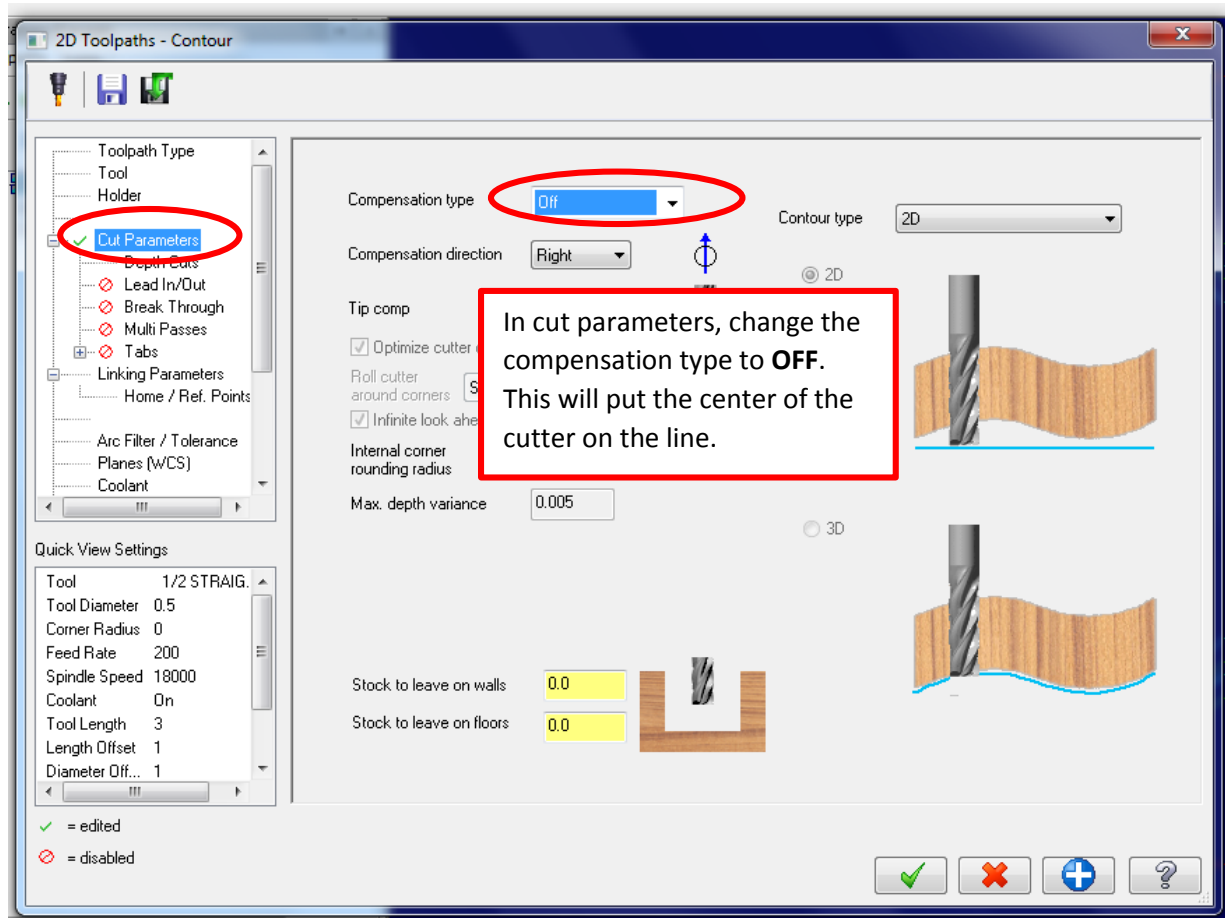 2D Toolpaths - Contour
Toolpath Type
Tool
Holder
Cut Parameters
Depth Cuts
Lead In/Out
Break Through
Multi Passes
Tabs
Linking Parameters
Home / Ref. Points
Arc Filter / Tolerance
Planes (WCS)
Coolant
Quick View Settings
Tool 1/2 STRAIG.
Tool Diameter 0.5
Corner Radius 0
Feed Rate 200
Spindle Speed 18000
Coolant On
Tool Length 3
Length Offset 1
Diameter Off... 1
= edited
= disabled
Compensation type Off
Contour type 2D
Compensation direction Right
2D
Tip comp
Optimize cutter
Roll cutter
around corners S
Infinite look ahe
Internal corner
rounding radius
Max. depth variance 0.005
3D
Stock to leave on walls 0.0
Stock to leave on floors 0.0
In cut parameters, change the
compensation type to OFF.
This will put the center of the
cutter on the line.